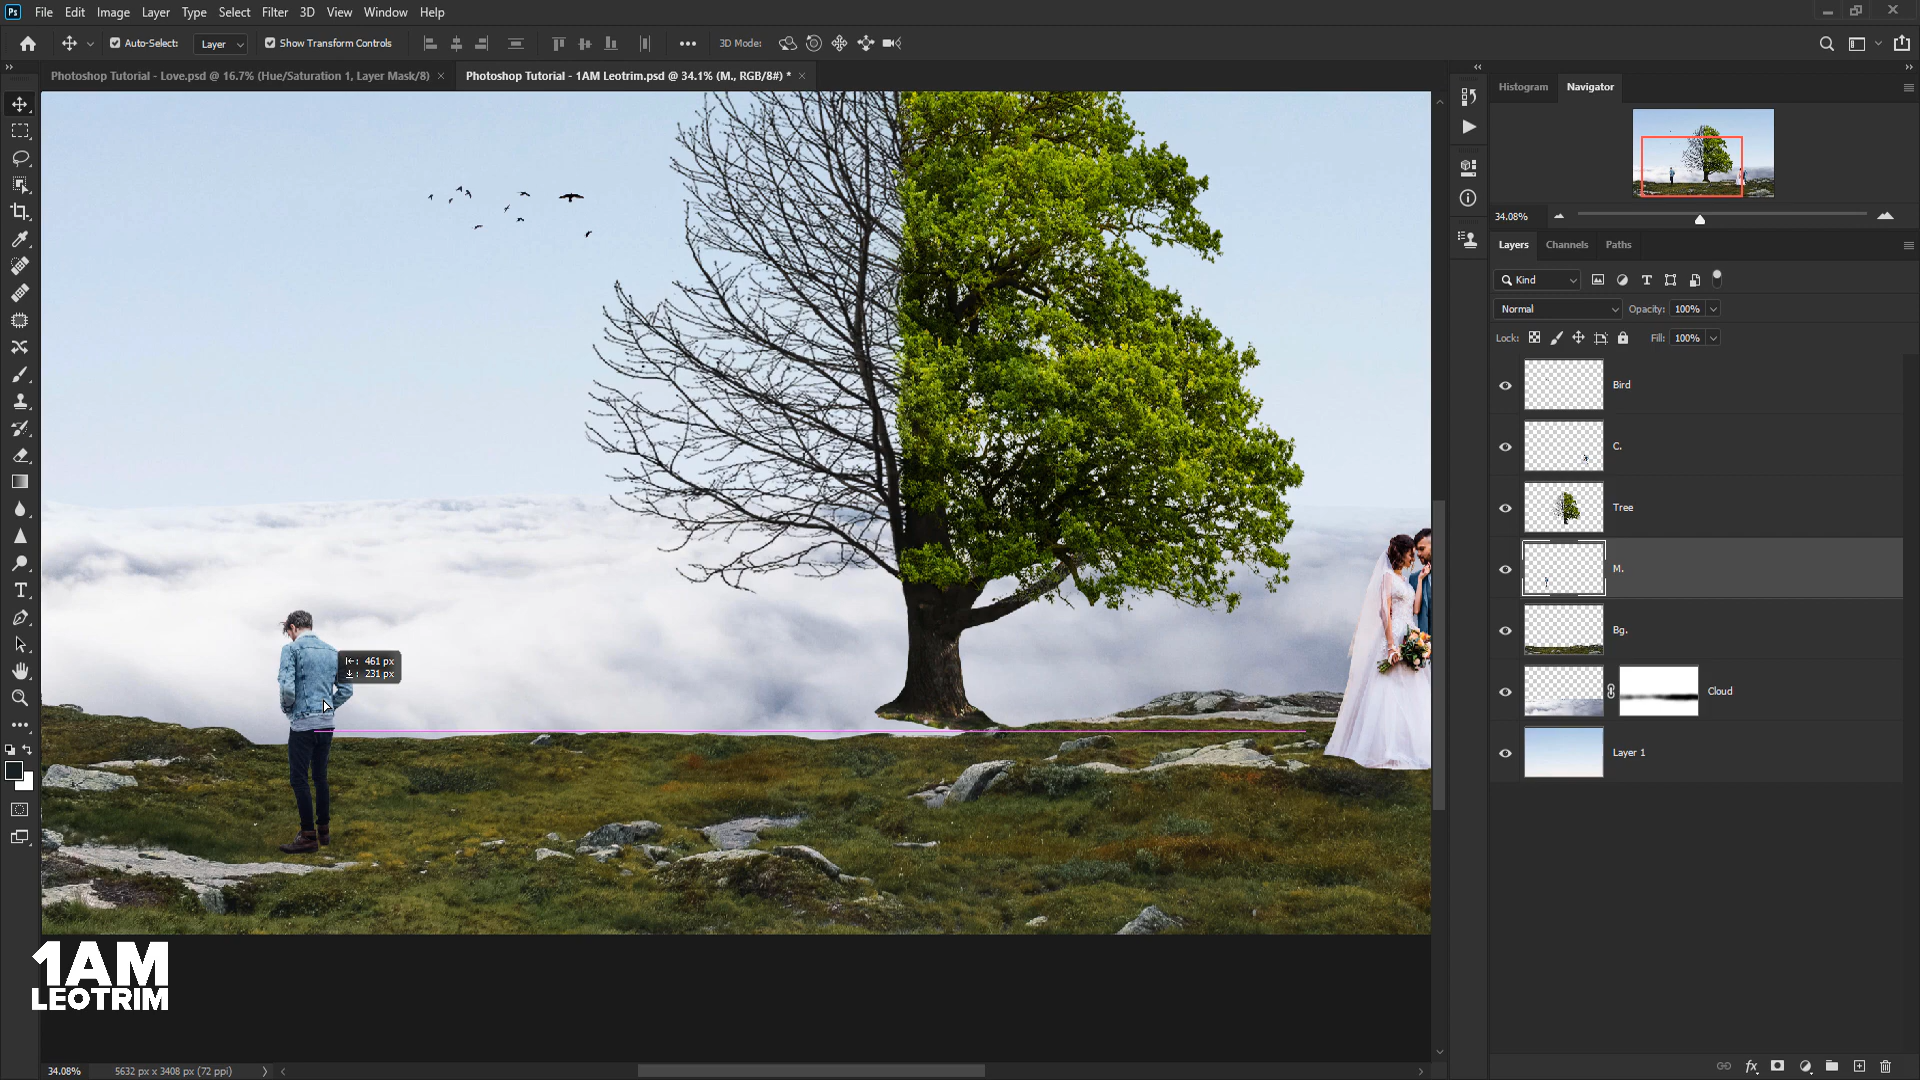 Ps File Edit Image Layer Type Select Filter 3D View Window Help
Auto-Select: Layer Show Transform Controls 3D Mode:
Photoshop Tutorial - Love.psd @ 16.7% (Hue/Saturation 1, Layer Mask/8) Photoshop Tutorial - 1AM Leotrim.psd @ 34.1% (M., RGB/8#) *
Histogram Navigator
34.08%
Layers Channels Paths
Kind
Normal Opacity: 100%
Lock: Fill: 100%
Bird
C.
Tree
M.
Bg.
Cloud
Layer 1
461 px
231 px
1AM
LEOTRIM
34.08% 5632 px x 3408 px (72 ppi)